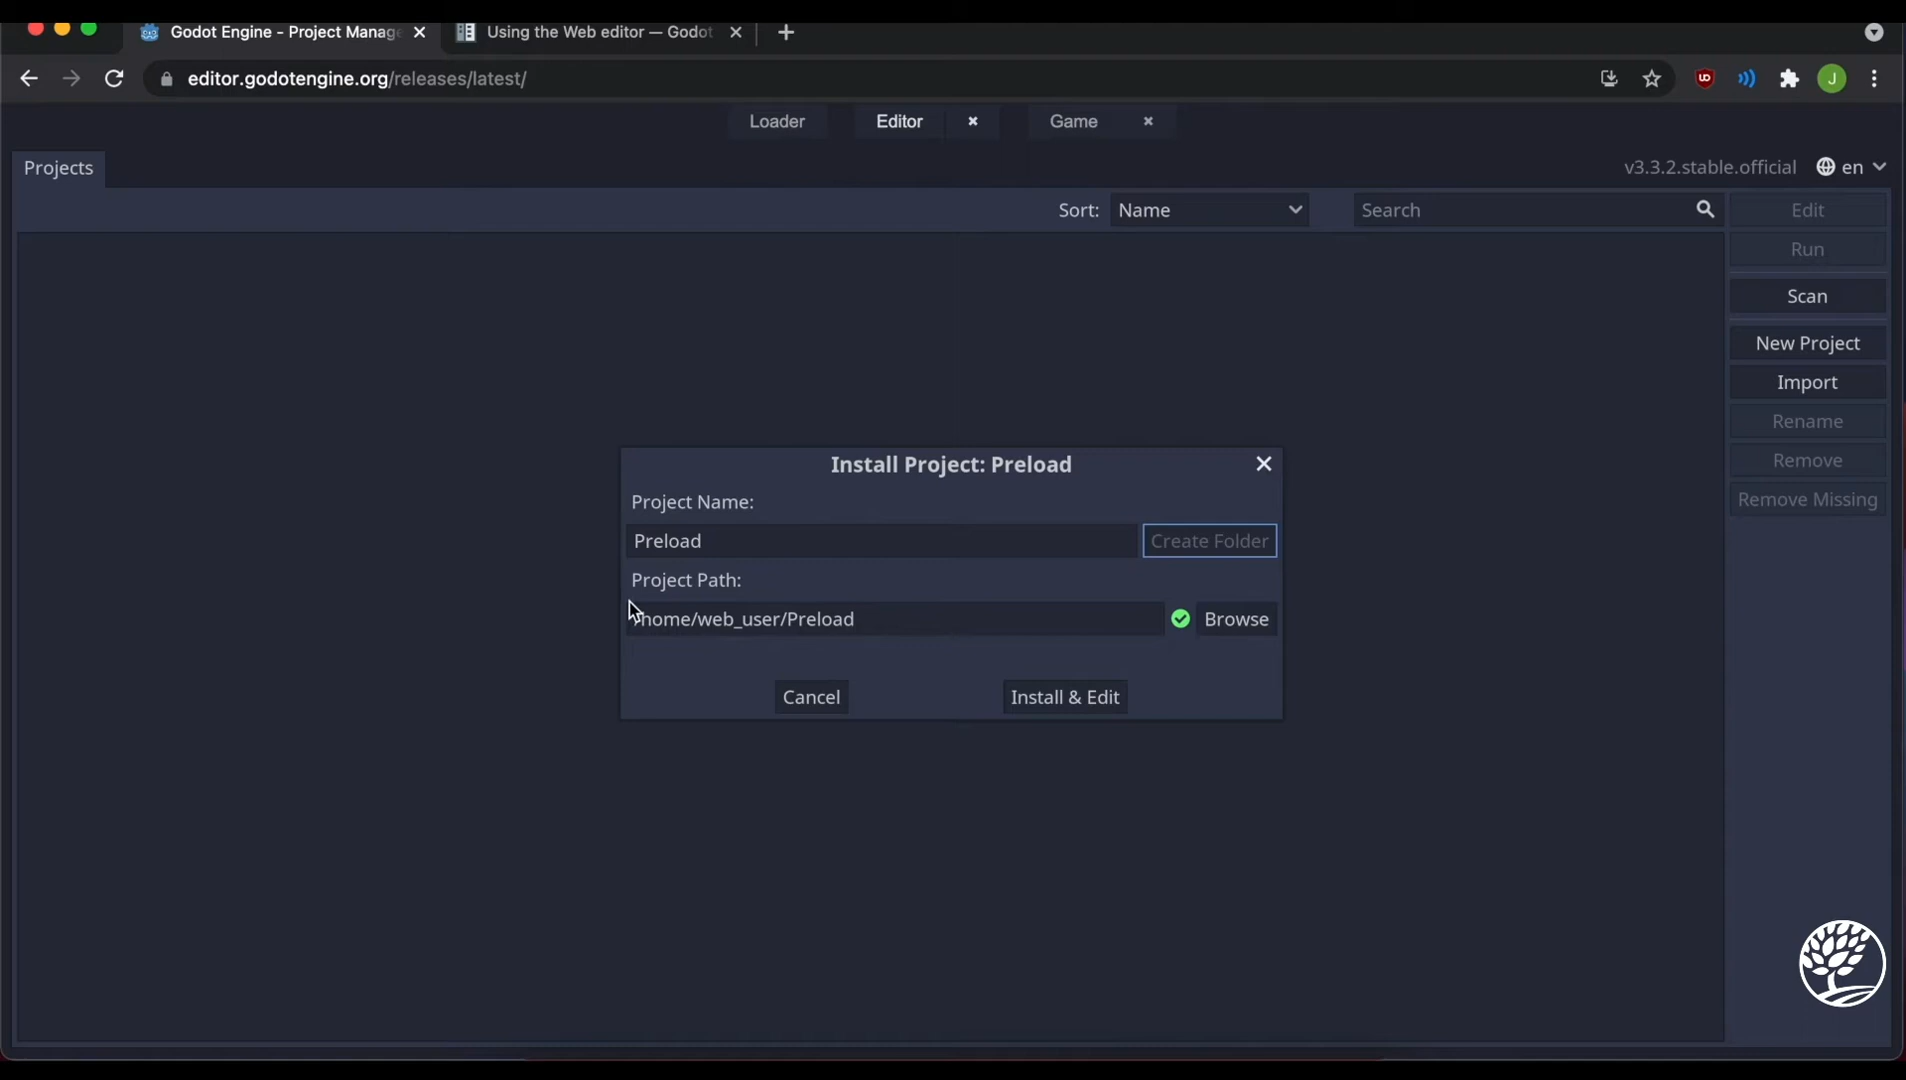 Godot Engine - Project Manage
Using the Web editor — Godot
editor.godotengine.org/releases/latest/
J
Loader
Editor
Game
Projects
v3.3.2.stable.official
en
Sort:
Name
Search
Edit
Run
Scan
New Project
Import
Rename
Remove
Remove Missing
Install Project: Preload
Project Name:
Preload
Create Folder
Project Path:
/home/web_user/Preload
Browse
Cancel
Install & Edit